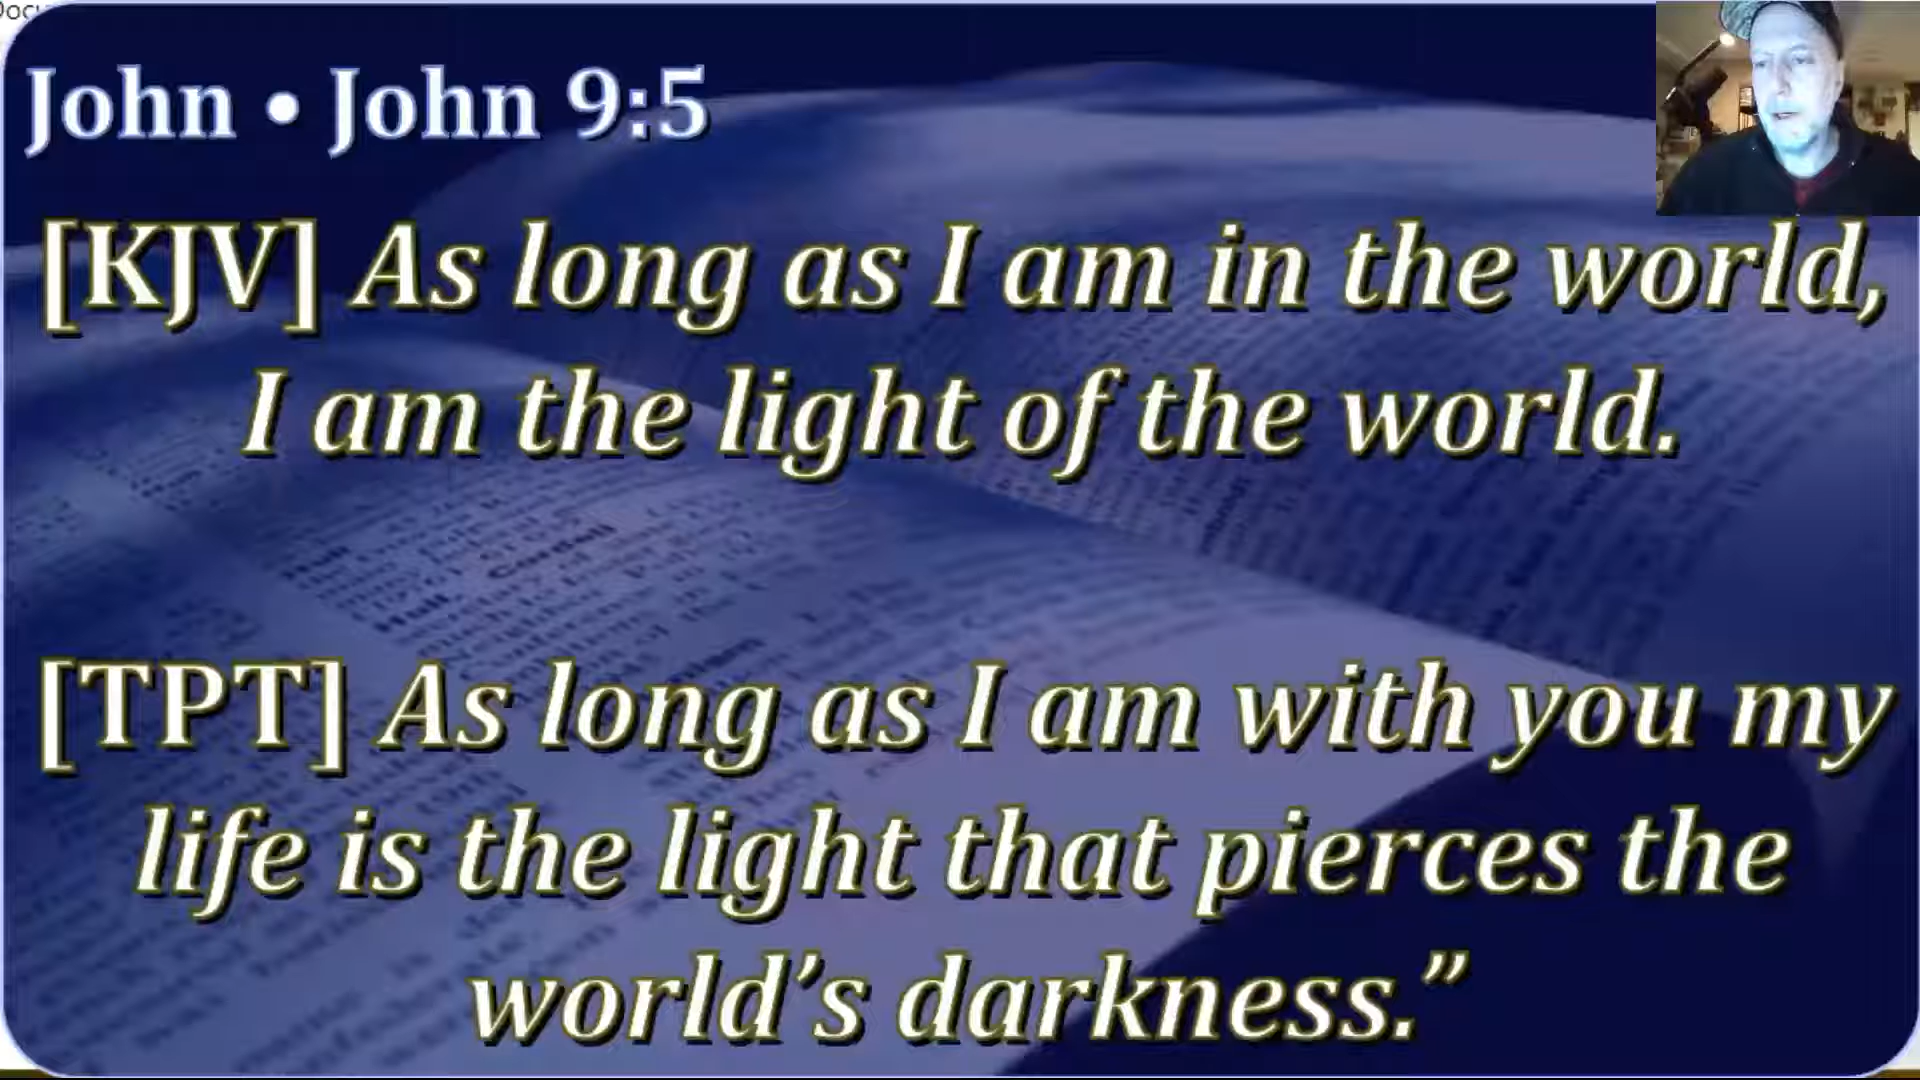 Docu
John • John 9:5
[KJV] As long as I am in the world,
I am the light of the world.
[TPT] As long as I am with you my
life is the light that pierces the
world’s darkness.”